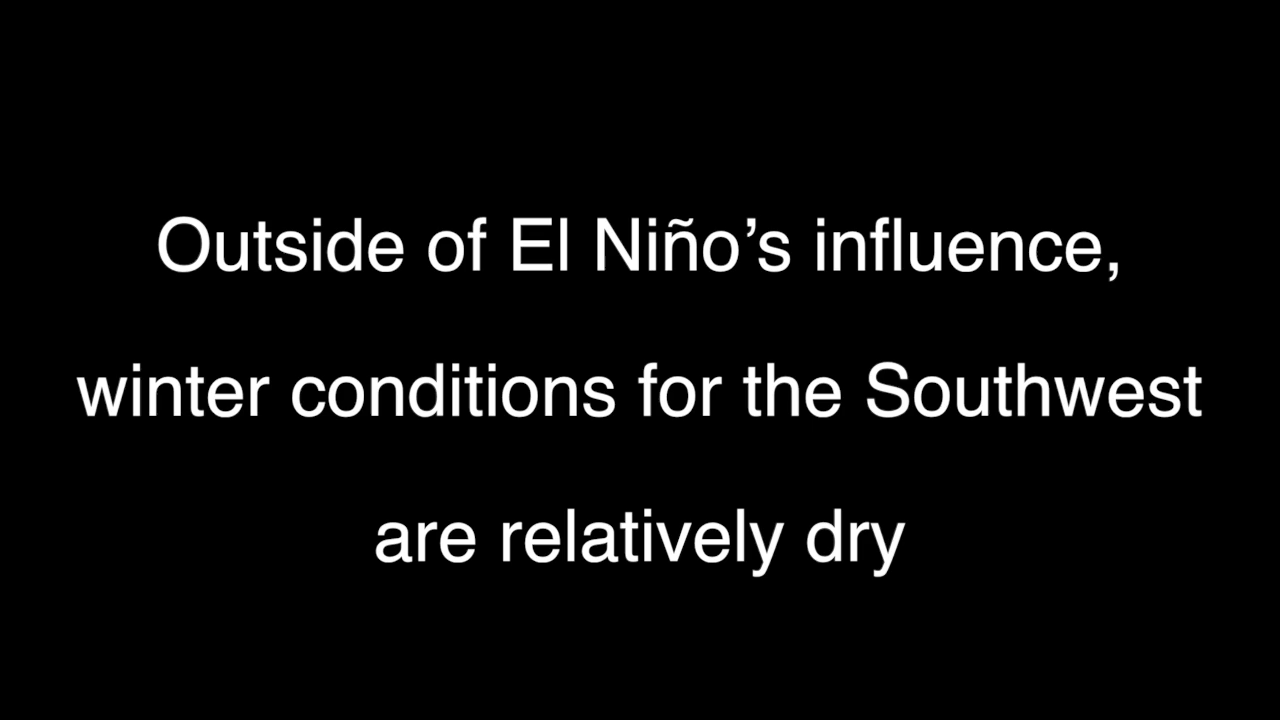 Outside of El Niño’s influence,
winter conditions for the Southwest
are relatively dry